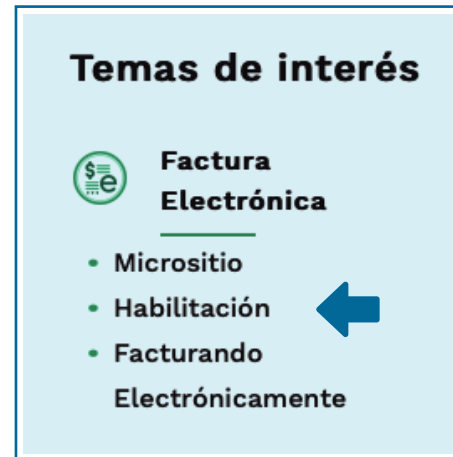 Temas de interés
Factura
Electrónica
• Micrositio
• Habilitación
• Facturando
Electrónicamente